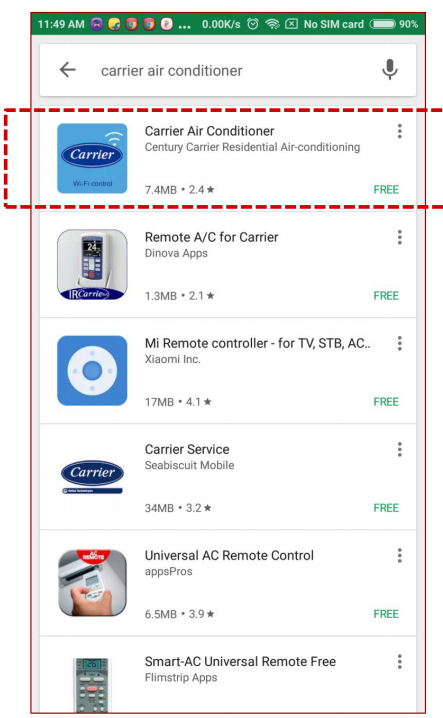 11:49 AM ... 0.00K/s No SIM card 90%
carrier air conditioner
Carrier
Wi-Fi control
Carrier Air Conditioner
Century Carrier Residential Air-conditioning
7.4MB • 2.4★ FREE
24
IRCarrier
Remote A/C for Carrier
Dinova Apps
1.3MB • 2.1★ FREE
Mi Remote controller - for TV, STB, AC..
Xiaomi Inc.
17MB • 4.1★ FREE
Carrier
Carrier Service
Seabiscuit Mobile
34MB • 3.2★ FREE
AC
REMOTE
Universal AC Remote Control
appsPros
6.5MB • 3.9★ FREE
Smart-AC Universal Remote Free
Flimstrip Apps